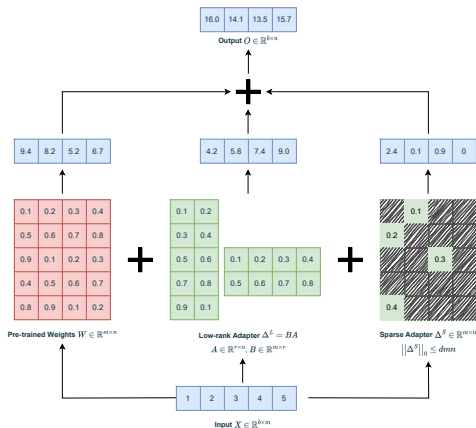 16.0 14.1 13.5 15.7
Output O ∈ ℝ^{b×n}
9.4 8.2 5.2 6.7
4.2 5.8 7.4 9.0
2.4 0.1 0.9 0
0.1 0.2 0.3 0.4
0.5 0.6 0.7 0.8
0.9 0.1 0.2 0.3
0.4 0.5 0.6 0.7
0.8 0.9 0.1 0.2
+
0.1 0.2
0.3 0.4
0.5 0.6
0.7 0.8
0.9 0.1
0.1 0.2 0.3 0.4
0.5 0.6 0.7 0.8
+
0.1
0.2
0.3
0.4
Pre-trained Weights W ∈ ℝ^{m×n}
Low-rank Adapter Δ^L = BA
A ∈ ℝ^{r×n}, B ∈ ℝ^{m×r}
Sparse Adapter Δ^S ∈ ℝ^{m×n}
||Δ^S||₀ ≤ dmn
1 2 3 4 5
Input X ∈ ℝ^{b×m}